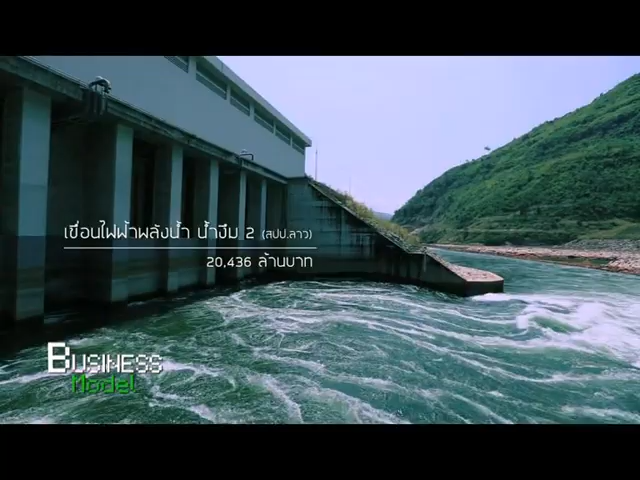 เขื่อนไฟฟ้าพลังน้ำ น้ำงึม 2 (สปป.ลาว)
20,436 ล้านบาท
BUSINESS
Model